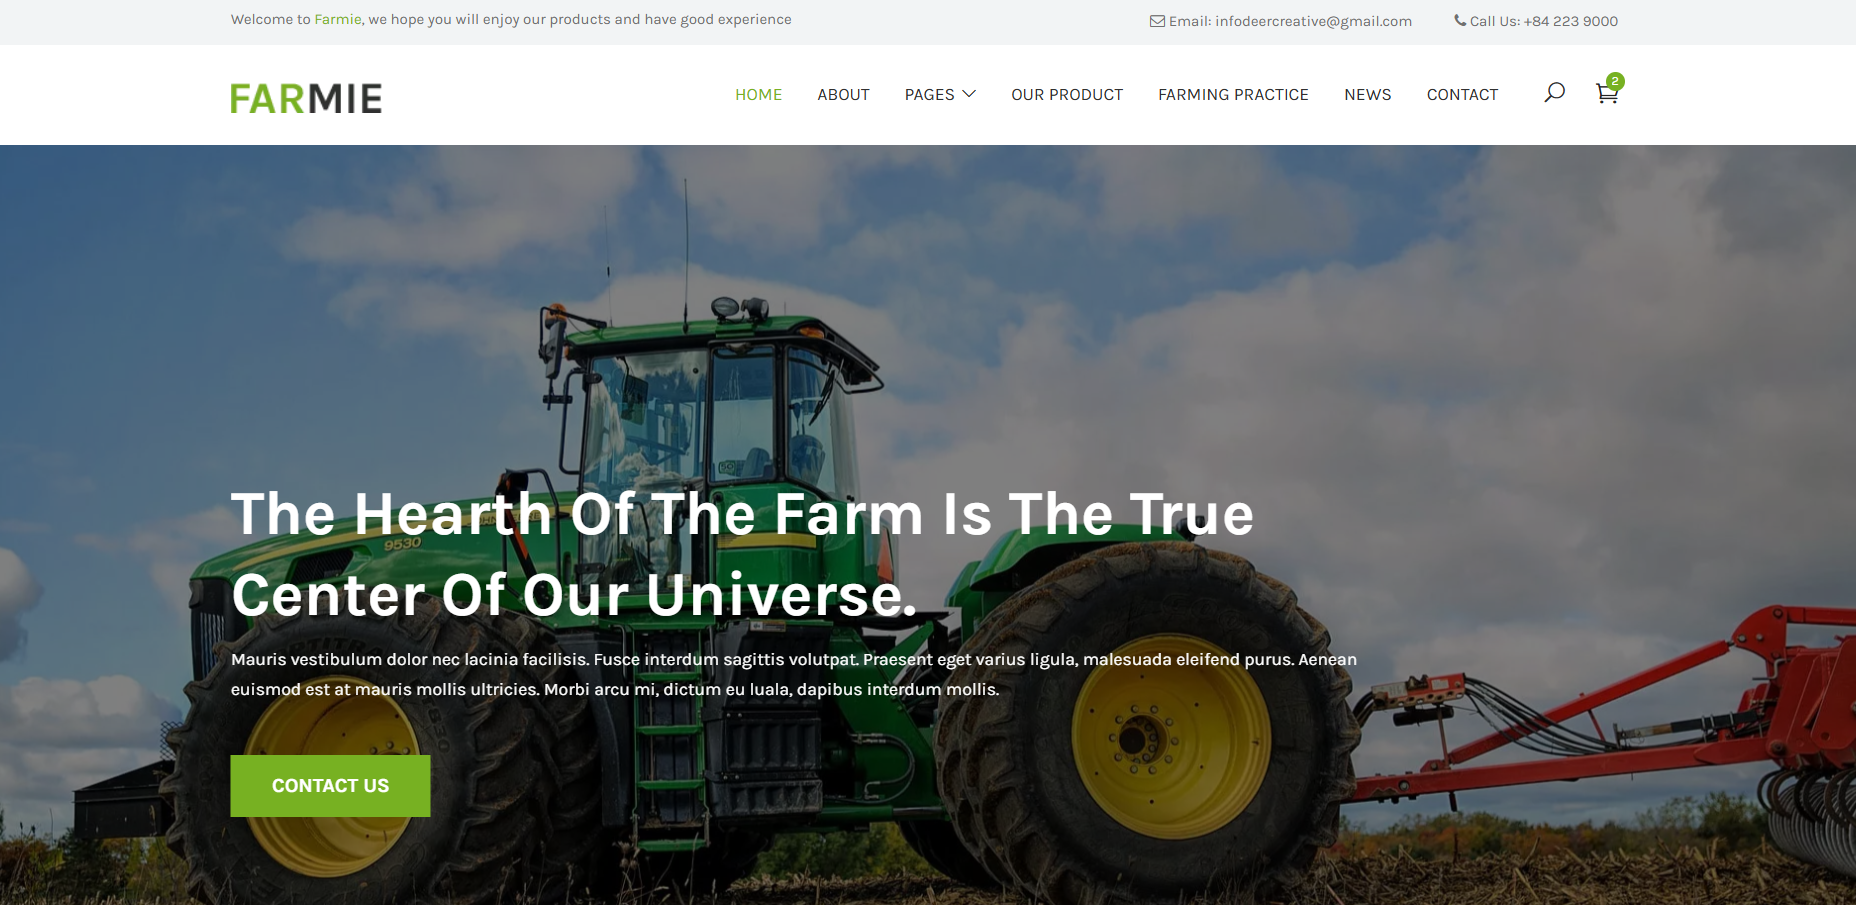 Welcome to Farmie, we hope you will enjoy our products and have good experience
Email: infodeercreative@gmail.com
Call Us: +84 223 9000
FARMIE
HOME
ABOUT
PAGES
OUR PRODUCT
FARMING PRACTICE
NEWS
CONTACT
2
The Hearth Of The Farm Is The True
Center Of Our Universe.
9530
Mauris vestibulum dolor nec lacinia facilisis. Fusce interdum sagittis volutpat. Praesent eget varius ligula, malesuada eleifend purus. Aenean
euismod est at mauris mollis ultricies. Morbi arcu mi, dictum eu luala, dapibus interdum mollis.
CONTACT US